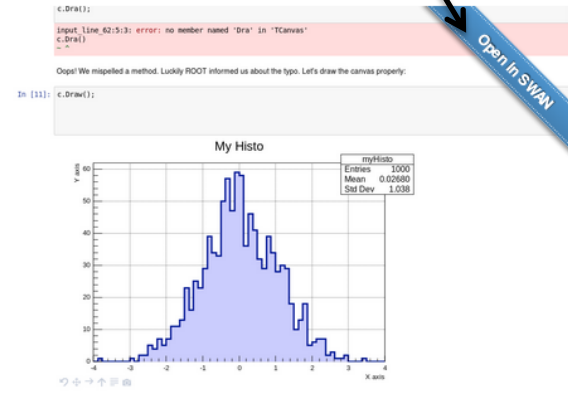 c.Dra();
input_line_62:5:3: error: no member named 'Dra' in 'TCanvas'
c.Dra()
~ ^
Oops! We mispelled a method. Luckily ROOT informed us about the typo. Let's draw the canvas properly:
In [11]: c.Draw();
Open in SWAN
My Histo
myHisto
Entries 1000
Mean 0.02680
Std Dev 1.038
Y axis
60
50
40
30
20
10
0
-4 -3 -2 -1 0 1 2 3 4
X axis